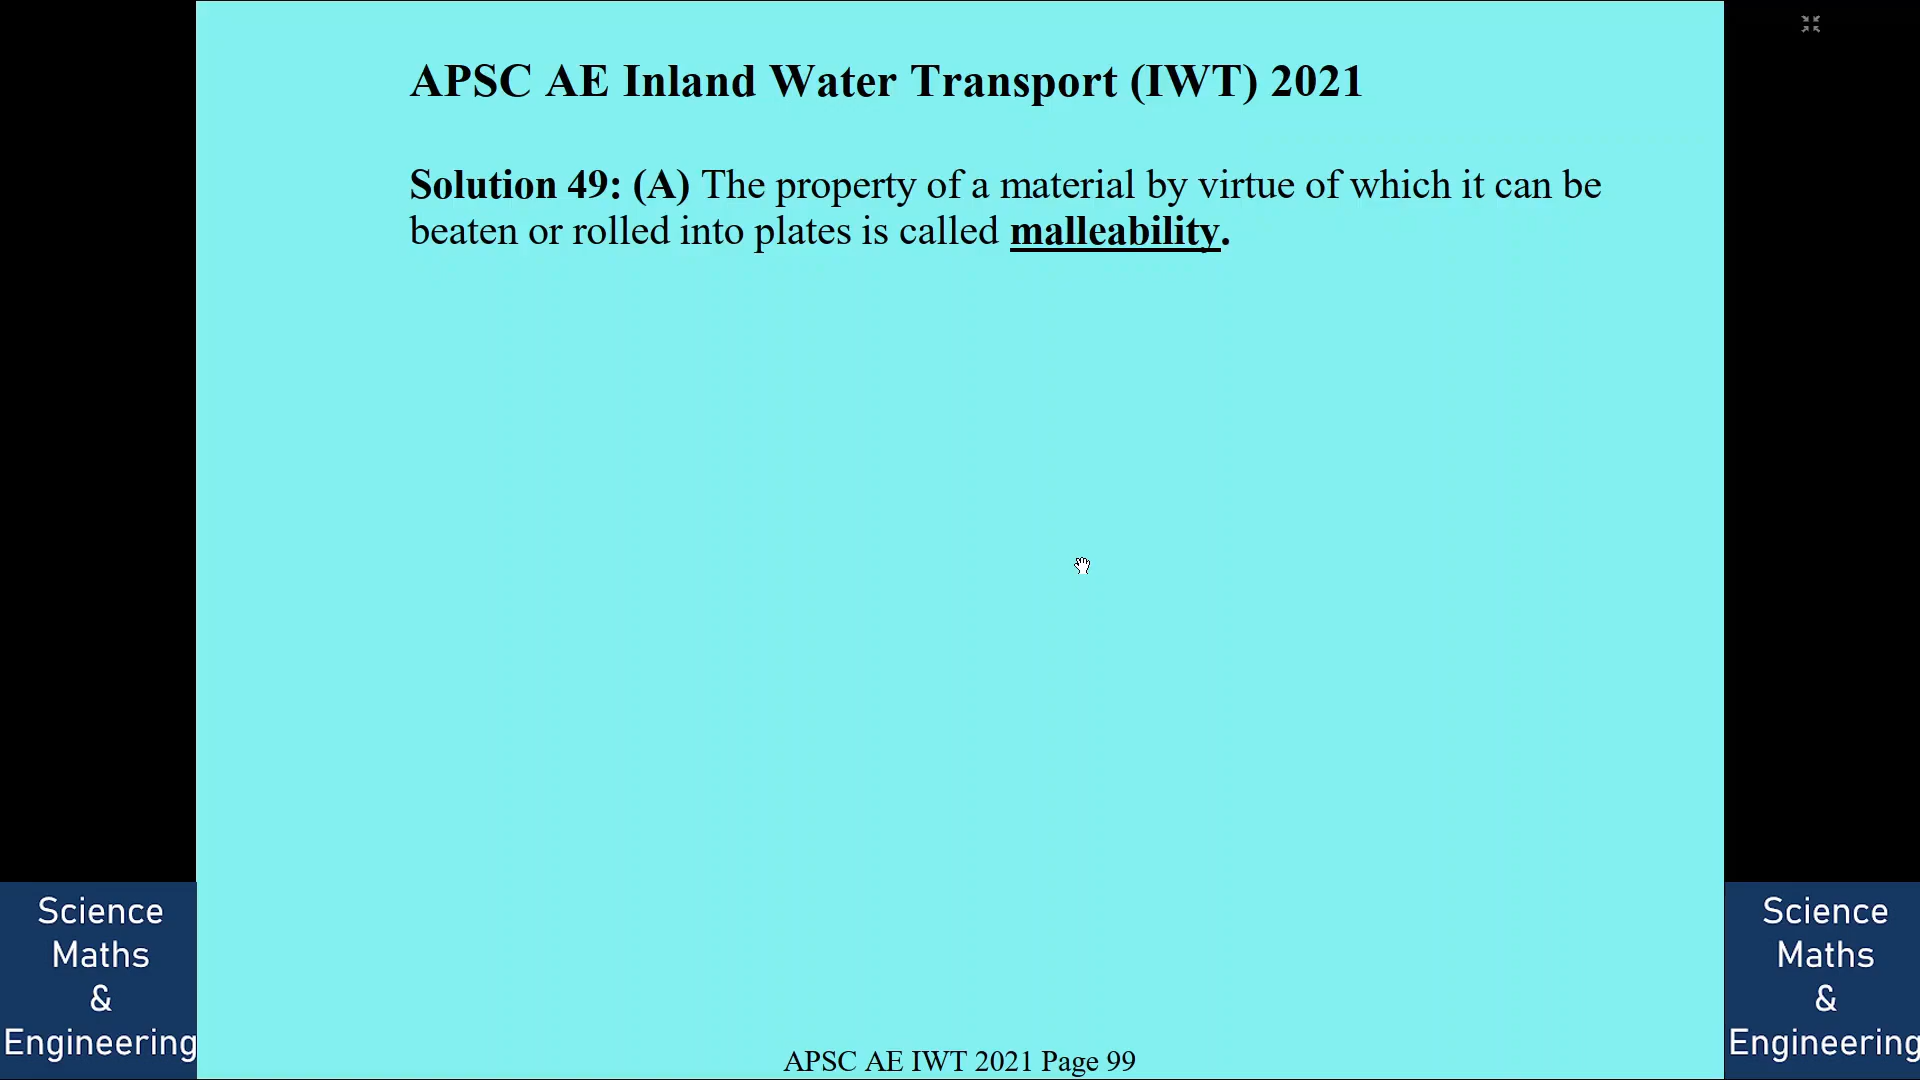 APSC AE Inland Water Transport (IWT) 2021
Solution 49: (A) The property of a material by virtue of which it can be
beaten or rolled into plates is called malleability.
Science
Maths
&
Engineering
Science
Maths
&
Engineering
APSC AE IWT 2021 Page 99